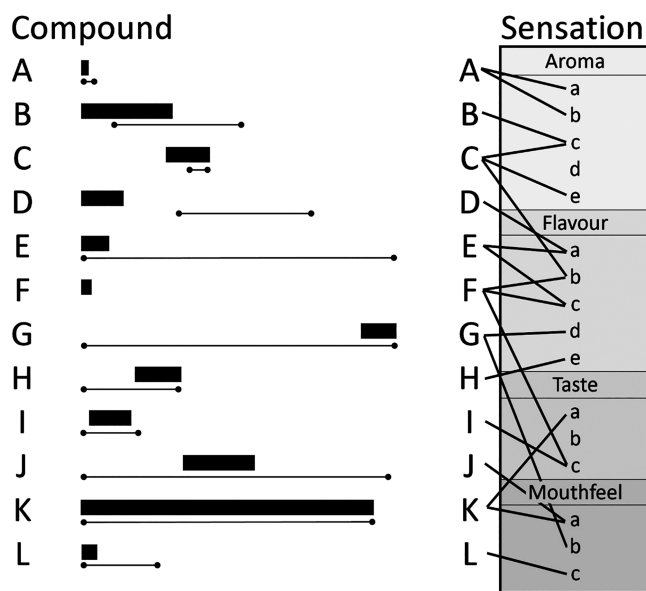 Compound
A
B
C
D
E
F
G
H
I
J
K
L
A
B
C
D
E
F
G
H
I
J
K
L
Sensation
Aroma
a
b
c
d
e
Flavour
a
b
c
d
e
Taste
a
b
c
Mouthfeel
a
b
c